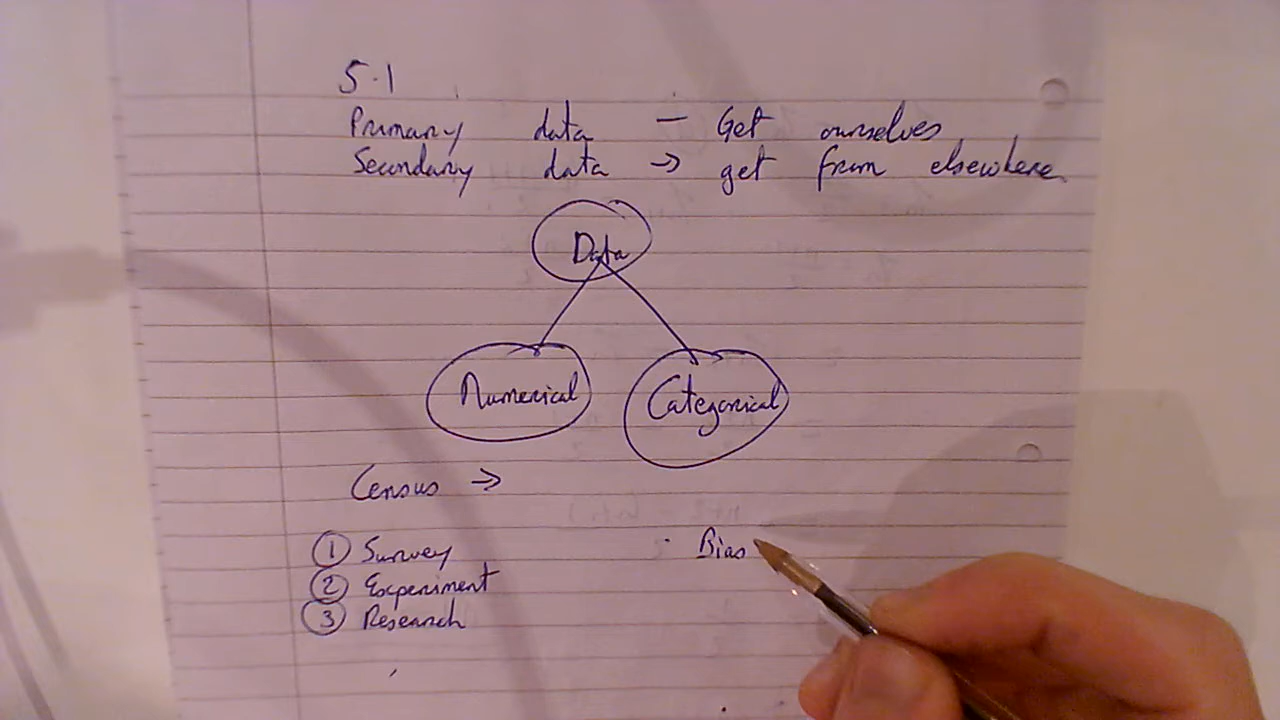 5.1
Primary data - Get ourselves
Secondary data → get from elsewhere
Data
Numerical
Categorical
Census →
① Survey
② Experiment
③ Research
Bias